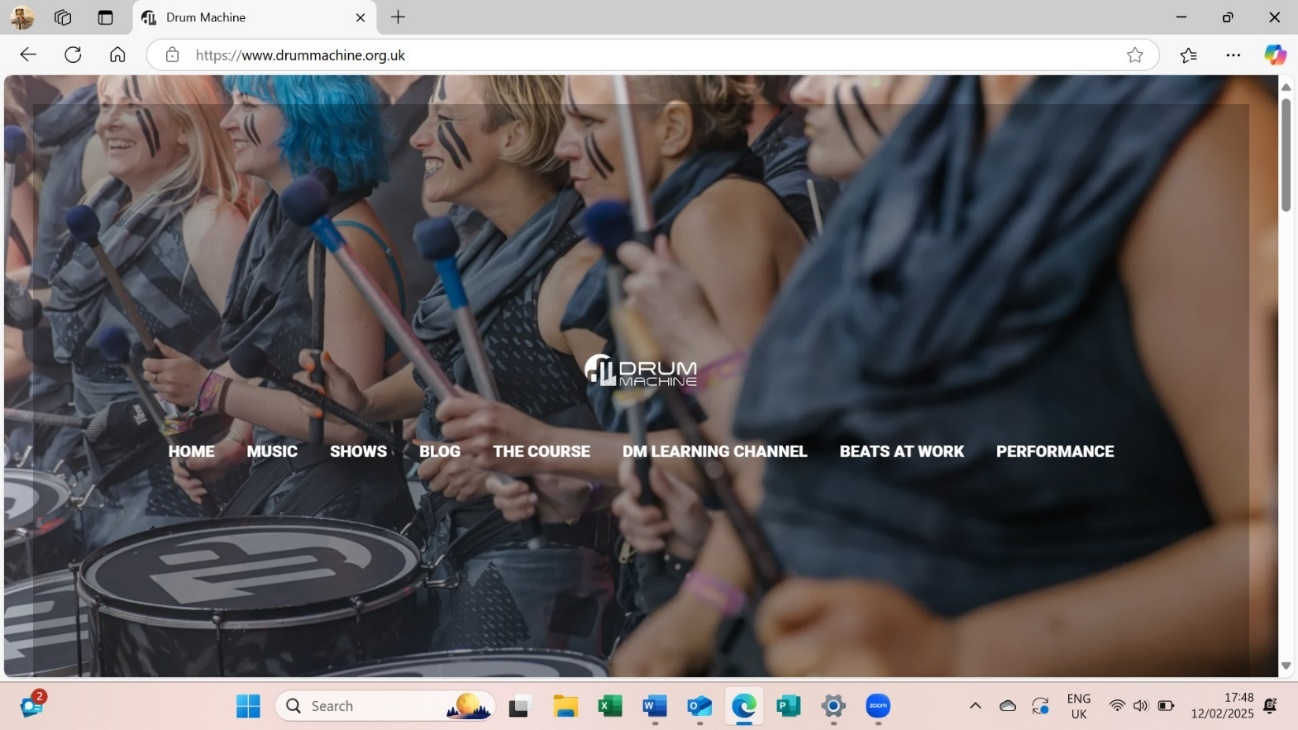 Drum Machine
https://www.drummachine.org.uk
DRUM
MACHINE
HOME MUSIC SHOWS BLOG THE COURSE DM LEARNING CHANNEL BEATS AT WORK PERFORMANCE
2
Search
zoom
ENG
UK
17:48
12/02/2025